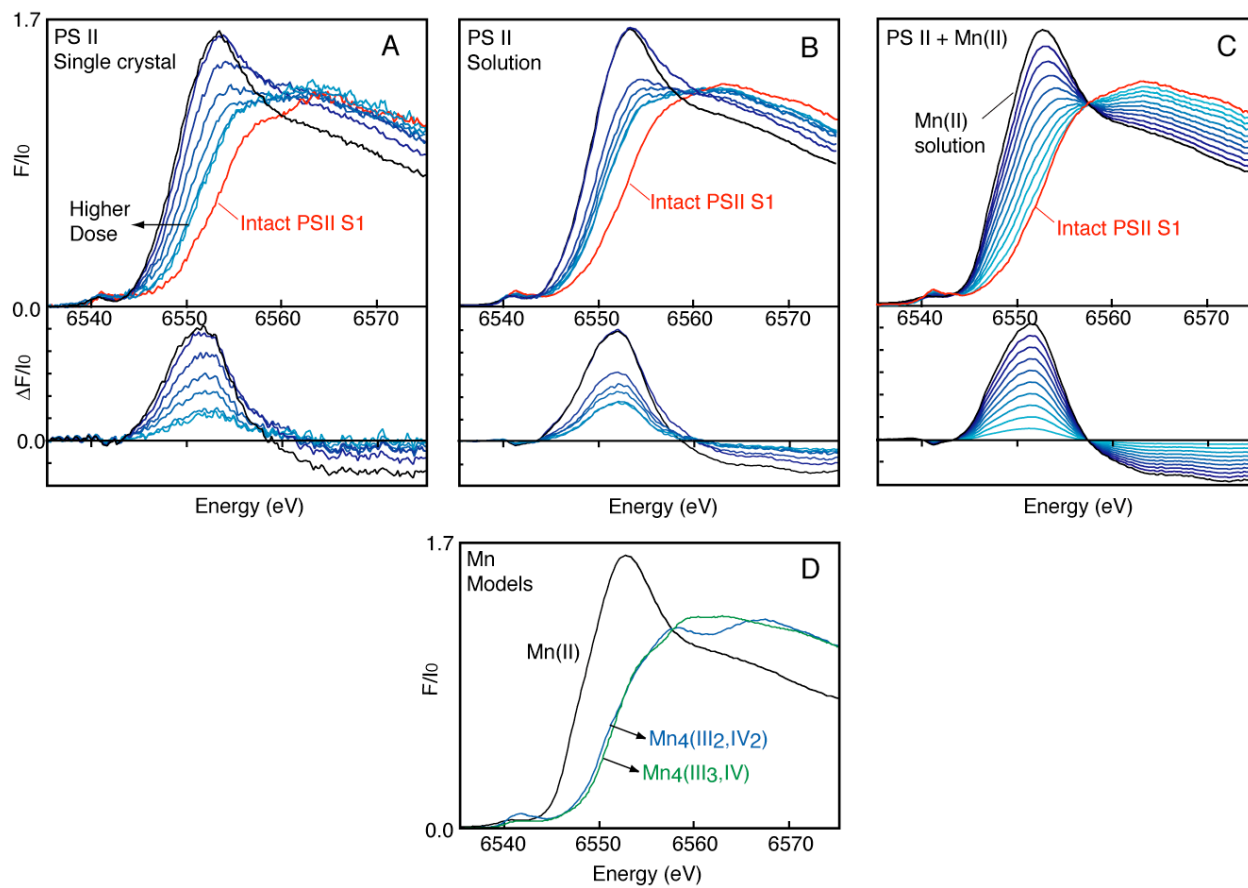 1.7
PS II
Single crystal
A
F/I0
Higher
Dose
Intact PSII S1
0.0
6540 6550 6560 6570
ΔF/I0
0.0
Energy (eV)
PS II
Solution
B
Intact PSII S1
6540 6550 6560 6570
Energy (eV)
PS II + Mn(II)
C
Mn(II)
solution
Intact PSII S1
6540 6550 6560 6570
Energy (eV)
1.7
Mn
Models
D
Mn(II)
F/I0
Mn4(III2,IV2)
Mn4(III3,IV)
0.0
6540 6550 6560 6570
Energy (eV)